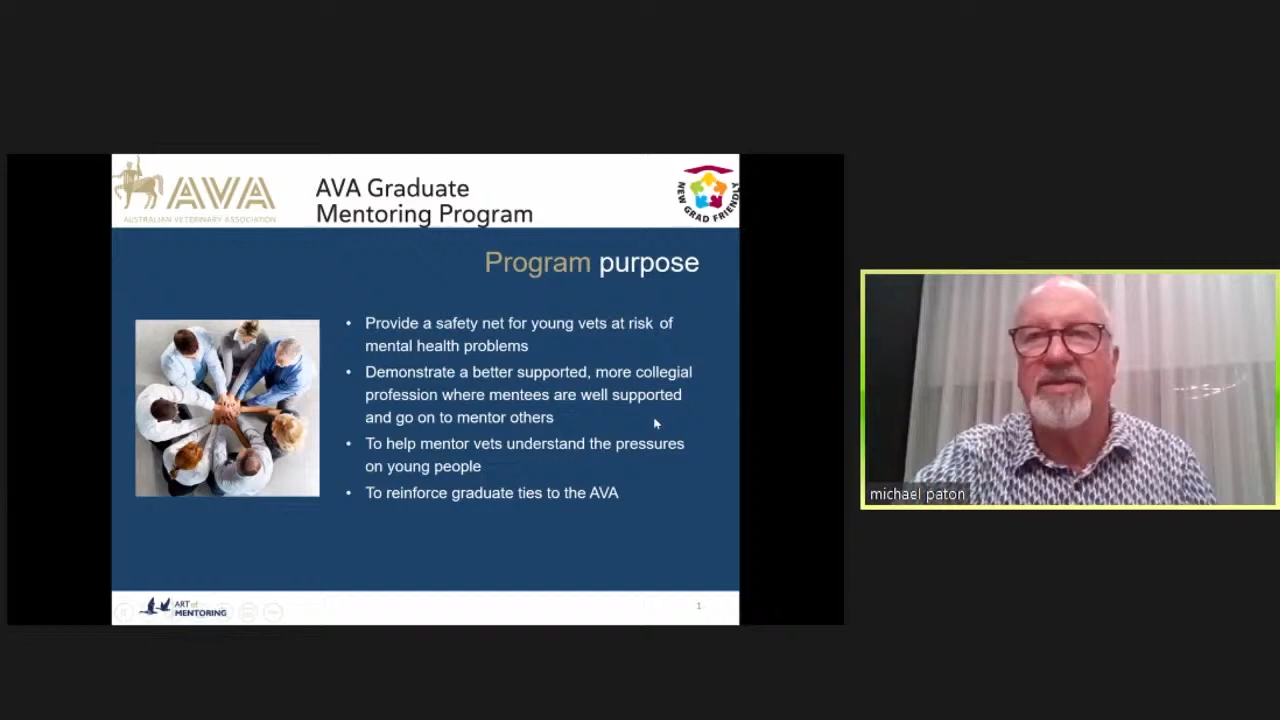 AVA
AUSTRALIAN VETERINARY ASSOCIATION
AVA Graduate
Mentoring Program
NEW GRAD FRIENDLY
Program purpose
• Provide a safety net for young vets at risk of
mental health problems
• Demonstrate a better supported, more collegial
profession where mentees are well supported
and go on to mentor others
• To help mentor vets understand the pressures
on young people
• To reinforce graduate ties to the AVA
ART of
MENTORING
1
michael paton